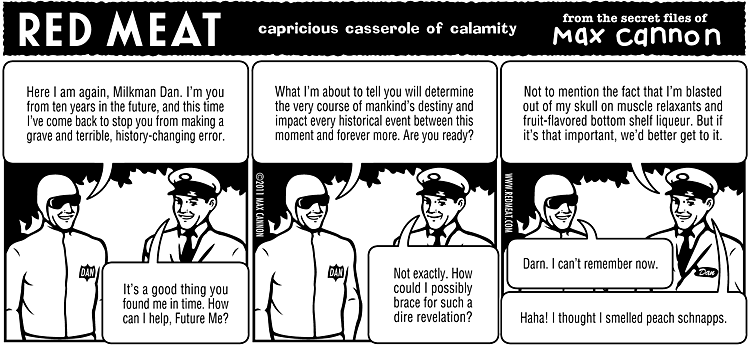 RED MEAT
capricious casserole of calamity
from the secret files of
Max Cannon
Here I am again, Milkman Dan. I'm you
from ten years in the future, and this time
I've come back to stop you from making a
grave and terrible, history-changing error.
DAN
It's a good thing you
found me in time. How
can I help, Future Me?
What I'm about to tell you will determine
the very course of mankind's destiny and
impact every historical event between this
moment and forever more. Are you ready?
©2011 MAX CANNON
DAN
Not exactly. How
could I possibly
brace for such a
dire revelation?
Not to mention the fact that I'm blasted
out of my skull on muscle relaxants and
fruit-flavored bottom shelf liqueur. But if
it's that important, we'd better get to it.
WWW.REDMEAT.COM
Darn. I can't remember now.
Dan
Haha! I thought I smelled peach schnapps.